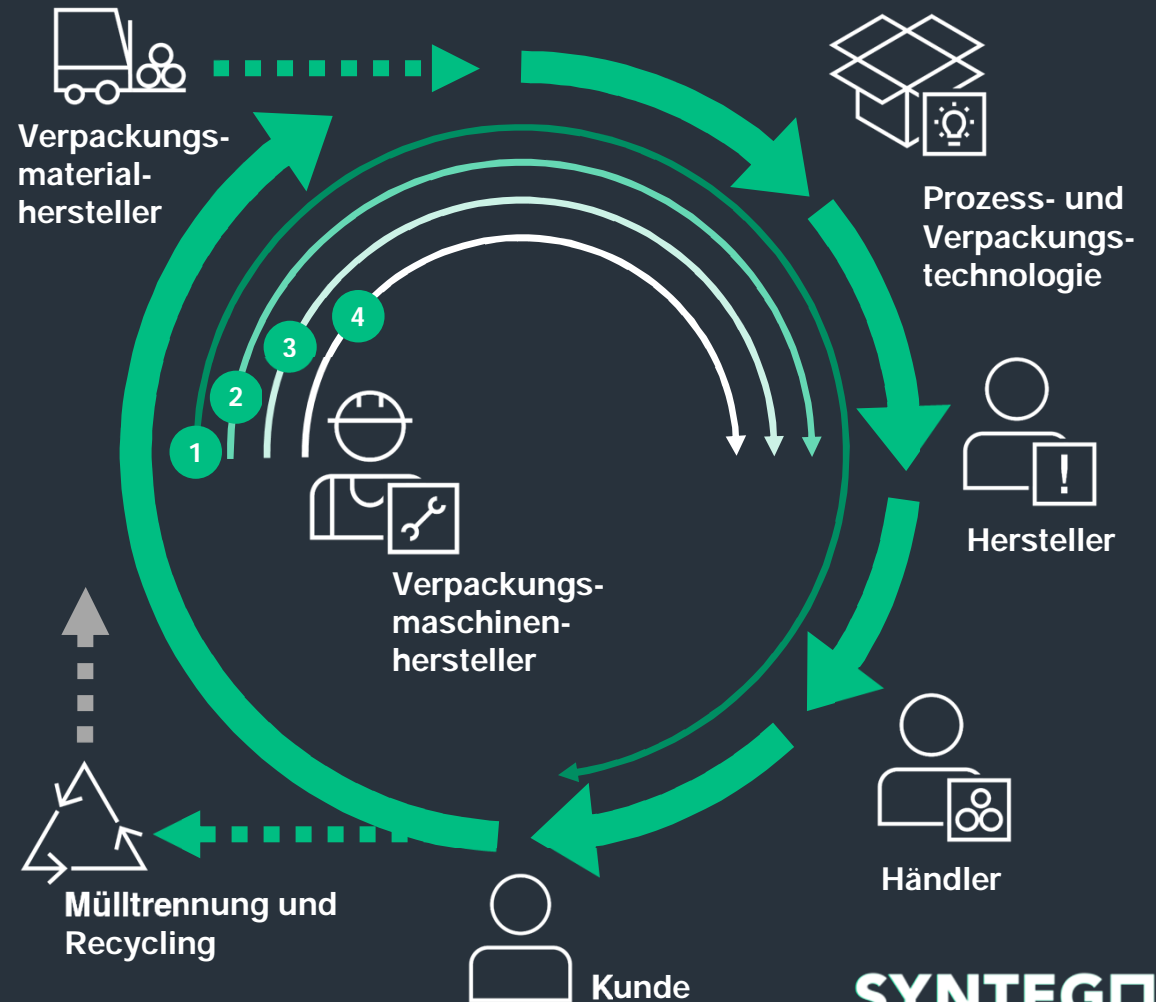 Verpackungs-
material-
hersteller
Prozess- und
Verpackungs-
technologie
1
2
3
4
!
Hersteller
Verpackungs-
maschinen-
hersteller
Händler
Mülltrennung und
Recycling
Kunde